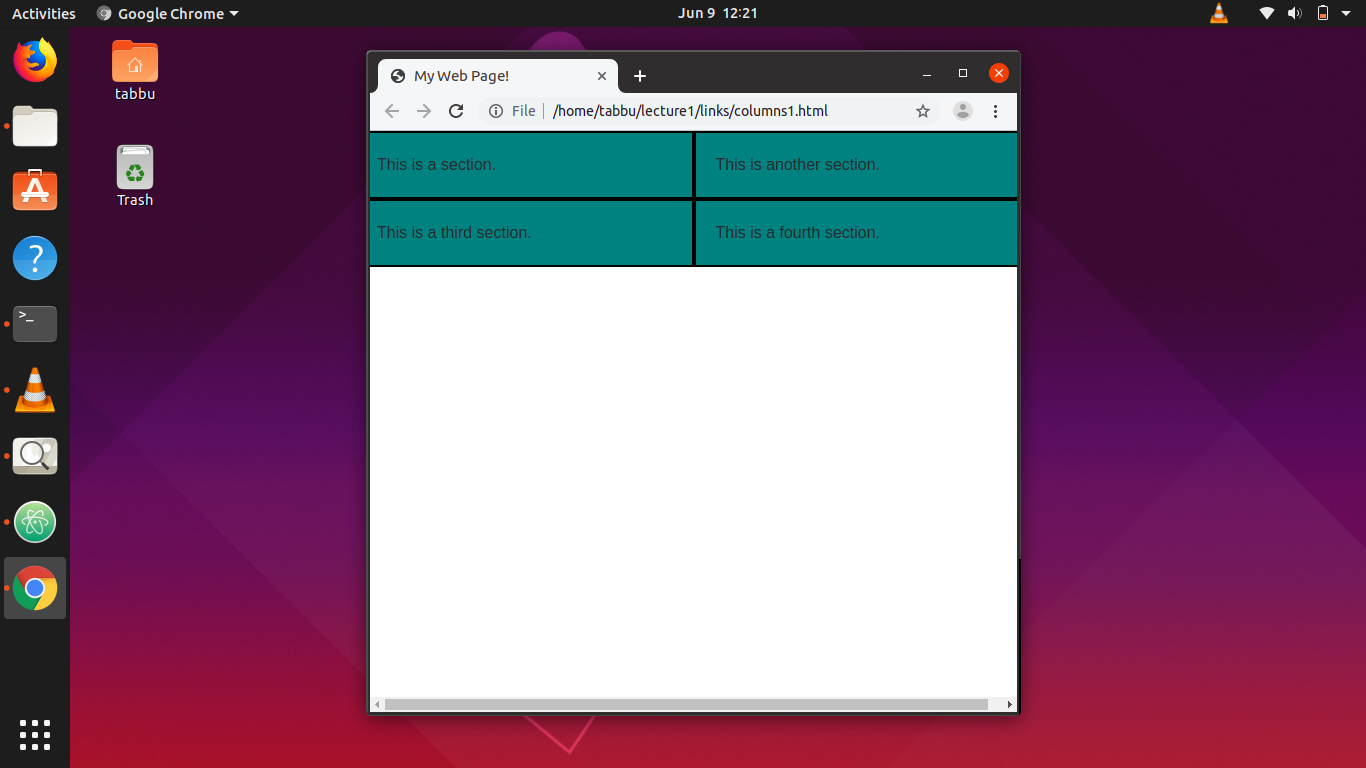 Activities Google Chrome Jun 9 12:21
tabbu
Trash
My Web Page!
File /home/tabbu/lecture1/links/columns1.html
This is a section. This is another section.
This is a third section. This is a fourth section.